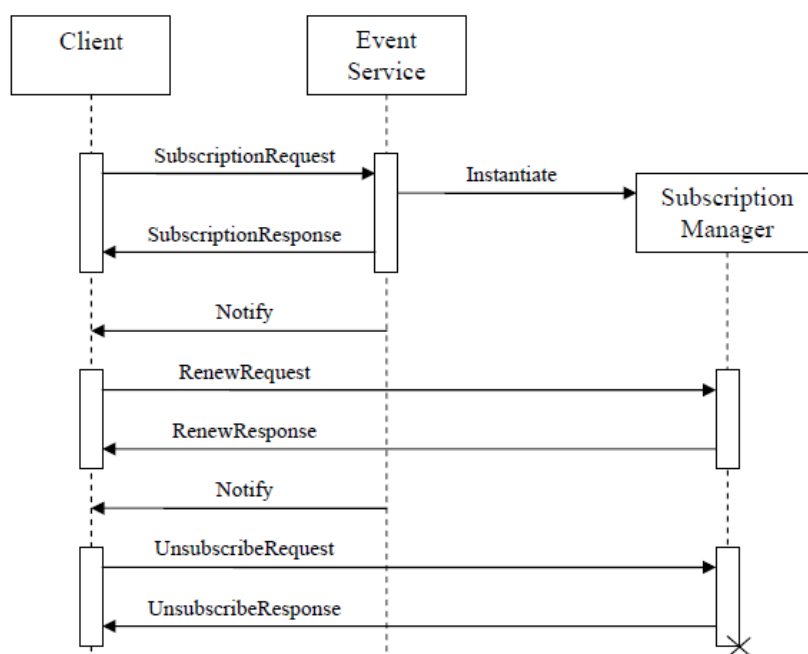 Client
Event
Service
SubscriptionRequest
Instantiate
Subscription
Manager
SubscriptionResponse
Notify
RenewRequest
RenewResponse
Notify
UnsubscribeRequest
UnsubscribeResponse